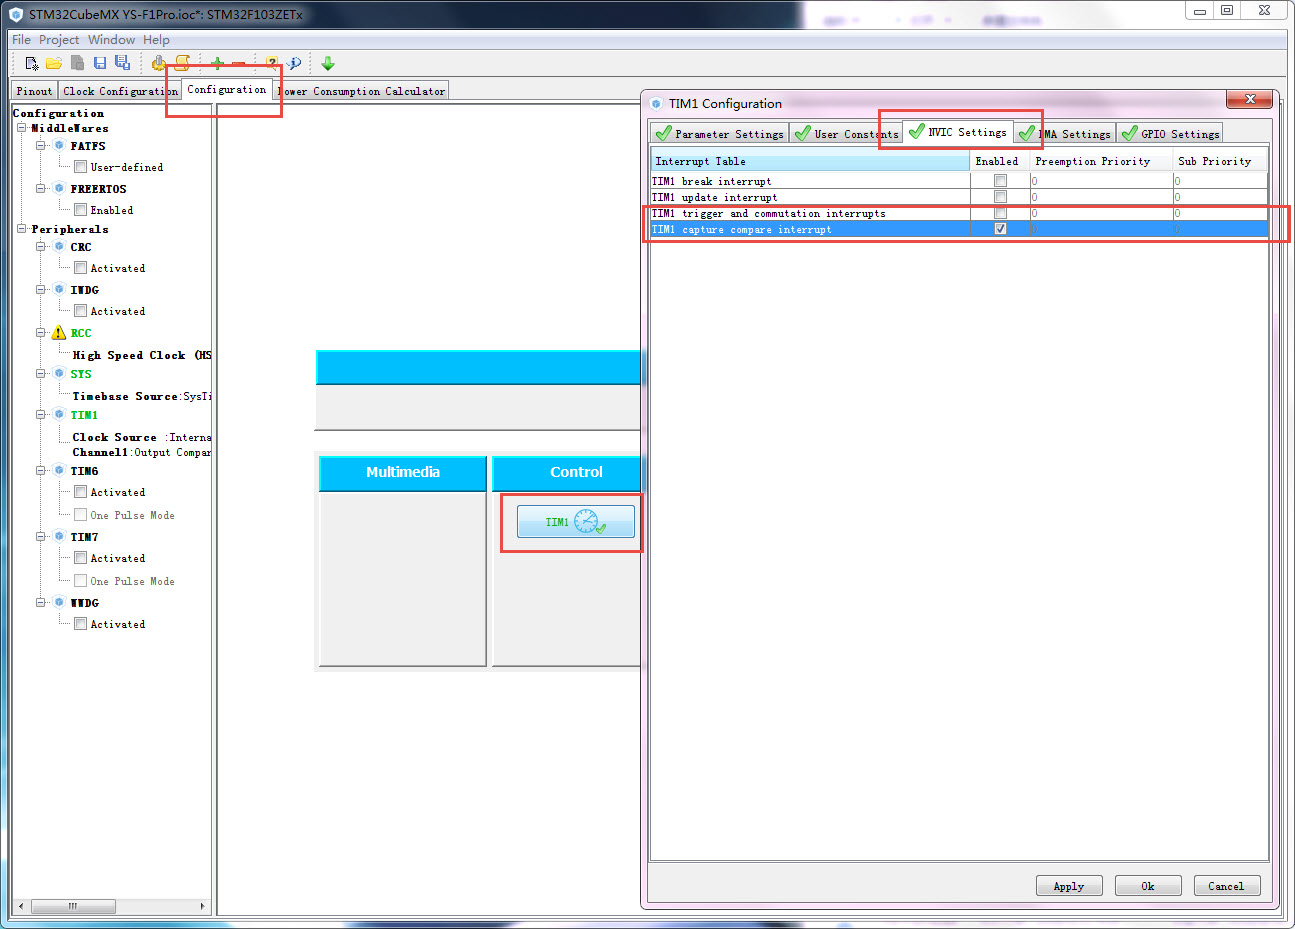 STM32CubeMX YS-F1Pro.ioc*: STM32F103ZETx
File Project Window Help
Pinout Clock Configuration Configuration ower Consumption Calculator
Configuration
MiddleWares
FATFS
User-defined
FREERTOS
Enabled
Peripherals
CRC
Activated
IWDG
Activated
RCC
High Speed Clock (HS
SYS
Timebase Source:SysTi
TIM1
Clock Source :Interna
Channel1:Output Compar
TIM6
Activated
One Pulse Mode
TIM7
Activated
One Pulse Mode
WWDG
Activated
Multimedia Control
TIM1
TIM1 Configuration
Parameter Settings User Constants NVIC Settings MA Settings GPIO Settings
Interrupt Table Enabled Preemption Priority Sub Priority
TIM1 break interrupt 0 0
TIM1 update interrupt 0 0
TIM1 trigger and commutation interrupts 0 0
TIM1 capture compare interrupt 0 0
Apply Ok Cancel